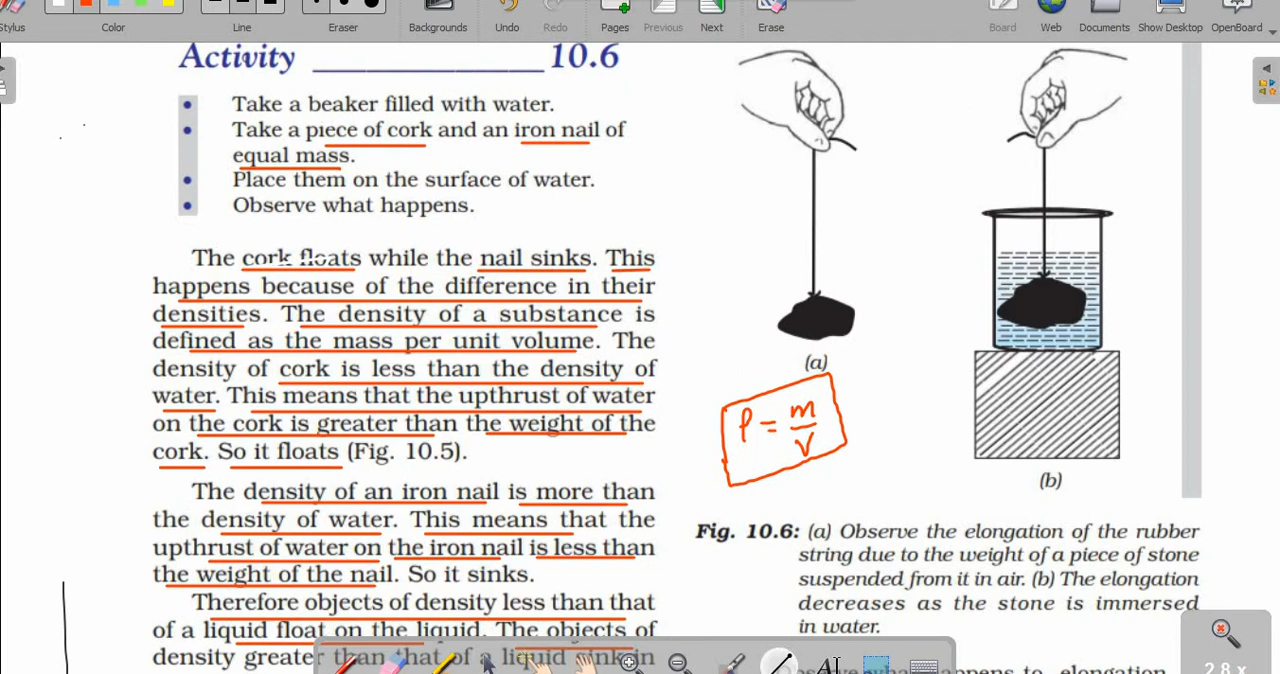 Stylus
Color
Line
Eraser
Backgrounds
Undo
Redo
Pages
Previous
Next
Erase
Board
Web
Documents
Show Desktop
OpenBoard
Activity ______________ 10.6
• Take a beaker filled with water.
• Take a piece of cork and an iron nail of
equal mass.
• Place them on the surface of water.
• Observe what happens.
The cork floats while the nail sinks. This
happens because of the difference in their
densities. The density of a substance is
defined as the mass per unit volume. The
density of cork is less than the density of
water. This means that the upthrust of water
on the cork is greater than the weight of the
cork. So it floats (Fig. 10.5).
The density of an iron nail is more than
the density of water. This means that the
upthrust of water on the iron nail is less than
the weight of the nail. So it sinks.
Therefore objects of density less than that
of a liquid float on the liquid. The objects of
density greater than that of a liquid sink in
(a)
ρ = m/V
(b)
Fig. 10.6: (a) Observe the elongation of the rubber
string due to the weight of a piece of stone
suspended from it in air. (b) The elongation
decreases as the stone is immersed
in water.
to elongation
AI
2.8 x